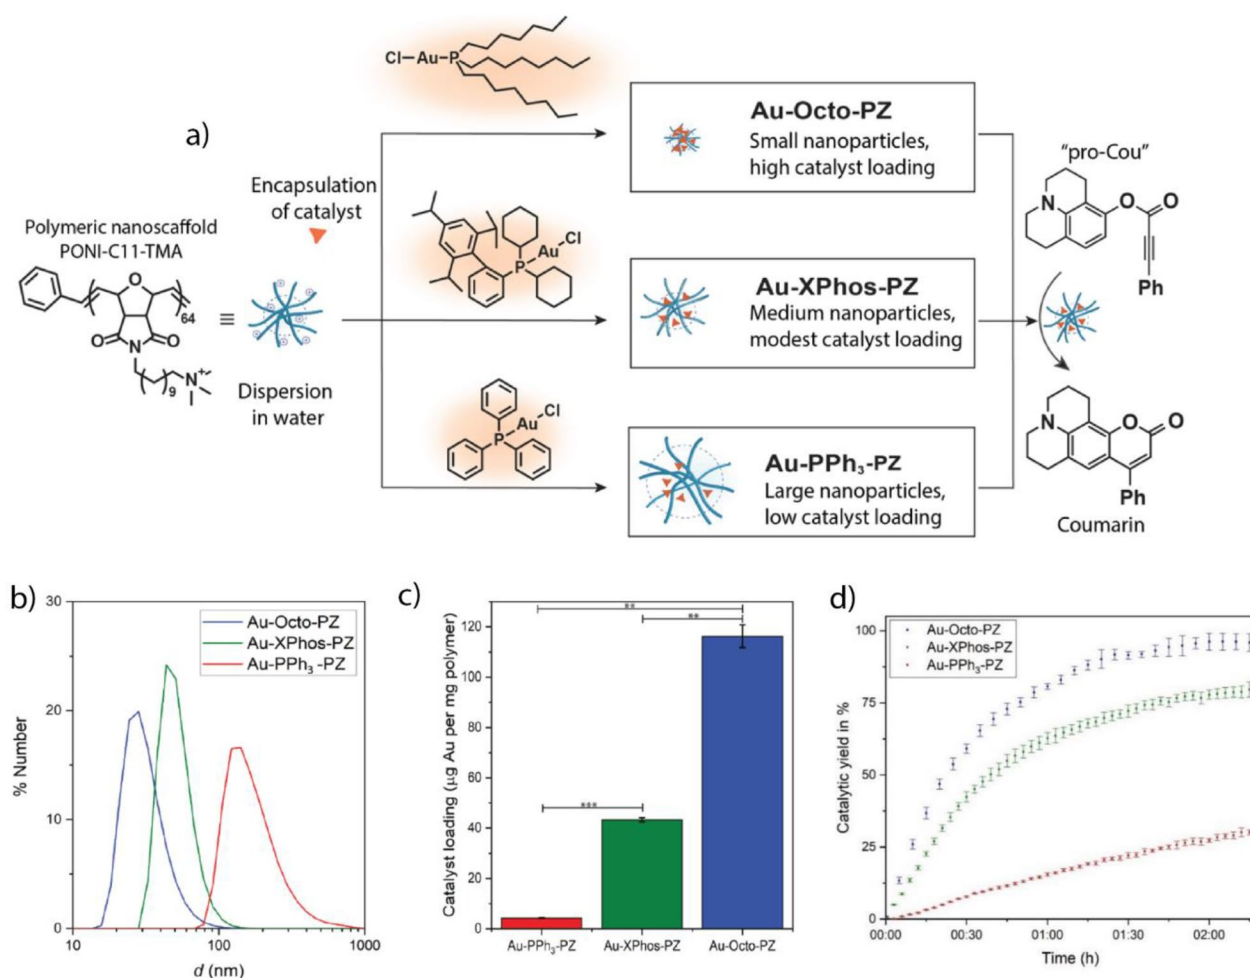 a)
Cl—Au—P
Encapsulation
of catalyst
Polymeric nanoscaffold
PONI-C11-TMA
O
64
≡
O N O
9
N+
Dispersion
in water
Au-Octo-PZ
Small nanoparticles,
high catalyst loading
Cl
Au
P
Au-XPhos-PZ
Medium nanoparticles,
modest catalyst loading
Cl
Au
P
Au-PPh₃-PZ
Large nanoparticles,
low catalyst loading
"pro-Cou"
N
O
O
Ph
N
O
O
Ph
Coumarin
b)
30
20
10
0
% Number
Au-Octo-PZ
Au-XPhos-PZ
Au-PPh₃-PZ
10 100 1000
d (nm)
c)
Catalyst loading (µg Au per mg polymer)
120
100
80
60
40
20
0
**
**
***
Au-PPh₃-PZ Au-XPhos-PZ Au-Octo-PZ
d)
Catalytic yield in %
100
75
50
25
0
Au-Octo-PZ
Au-XPhos-PZ
Au-PPh₃-PZ
00:00 00:30 01:00 01:30 02:00
Time (h)